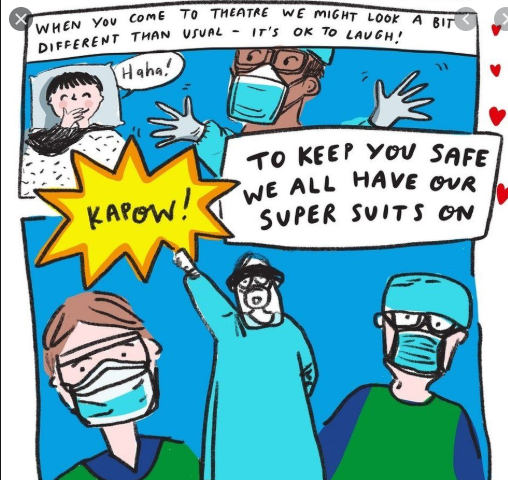 WHEN YOU COME TO THEATRE WE MIGHT LOOK A BIT
DIFFERENT THAN USUAL - IT'S OK TO LAUGH!
Haha!
TO KEEP YOU SAFE
WE ALL HAVE OUR
SUPER SUITS ON
KAPOW!